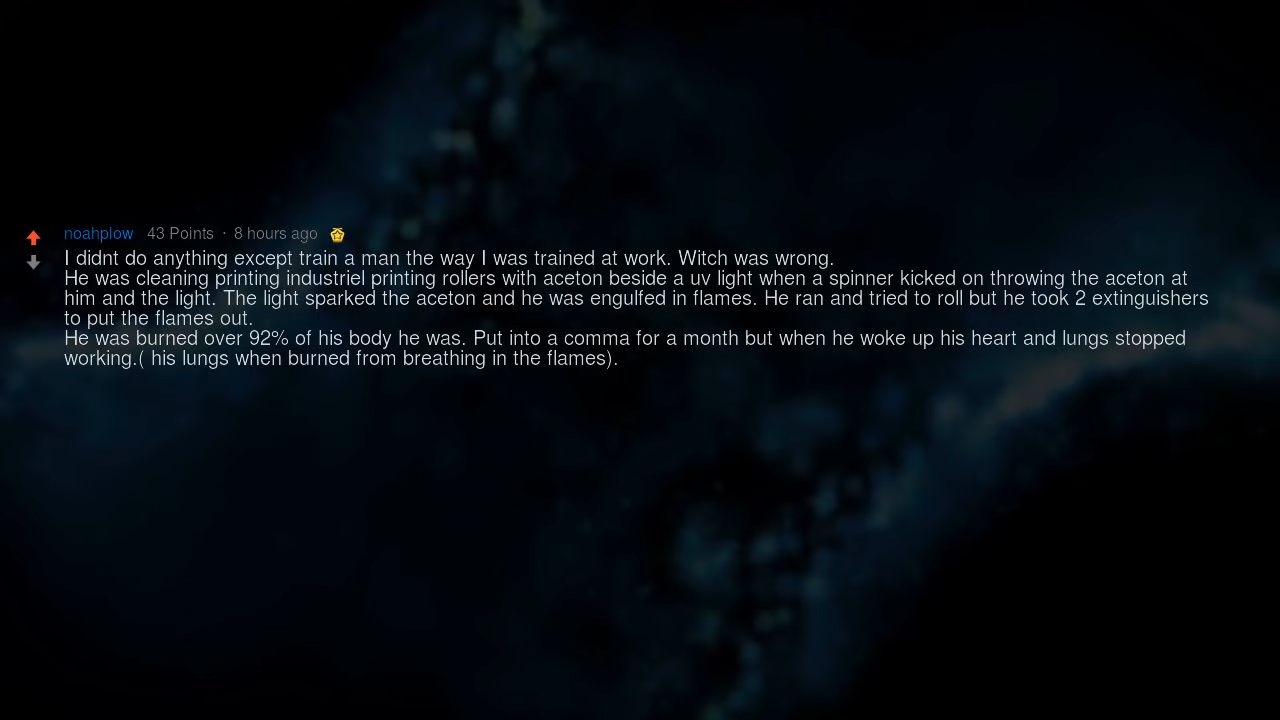 noahplow 43 Points · 8 hours ago
I didnt do anything except train a man the way I was trained at work. Witch was wrong.
He was cleaning printing industriel printing rollers with aceton beside a uv light when a spinner kicked on throwing the aceton at
him and the light. The light sparked the aceton and he was engulfed in flames. He ran and tried to roll but he took 2 extinguishers
to put the flames out.
He was burned over 92% of his body he was. Put into a comma for a month but when he woke up his heart and lungs stopped
working.( his lungs when burned from breathing in the flames).